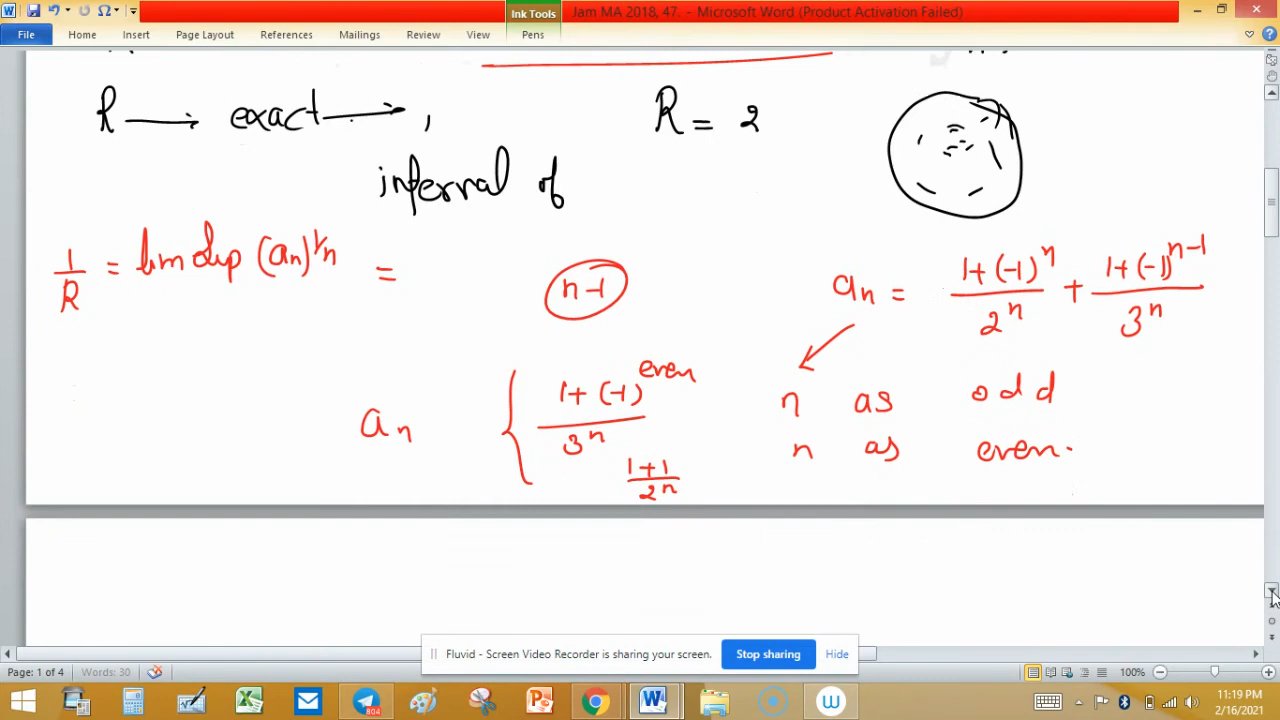 Ink Tools
Jam MA 2018, 47. - Microsoft Word (Product Activation Failed)
File Home Insert Page Layout References Mailings Review View Pens
R → exact → , R = 2
internal of
1/R = lim sup (an)^1/n = n-1 an = 1+(-1)^n / 2^n + 1+(-1)^n-1 / 3^n
an { 1+(-1)^even / 3^n n as odd
1+1 / 2^n n as even.
Fluvid - Screen Video Recorder is sharing your screen. Stop sharing Hide
Page: 1 of 4 Words: 30 100%
804
11:19 PM
2/16/2021